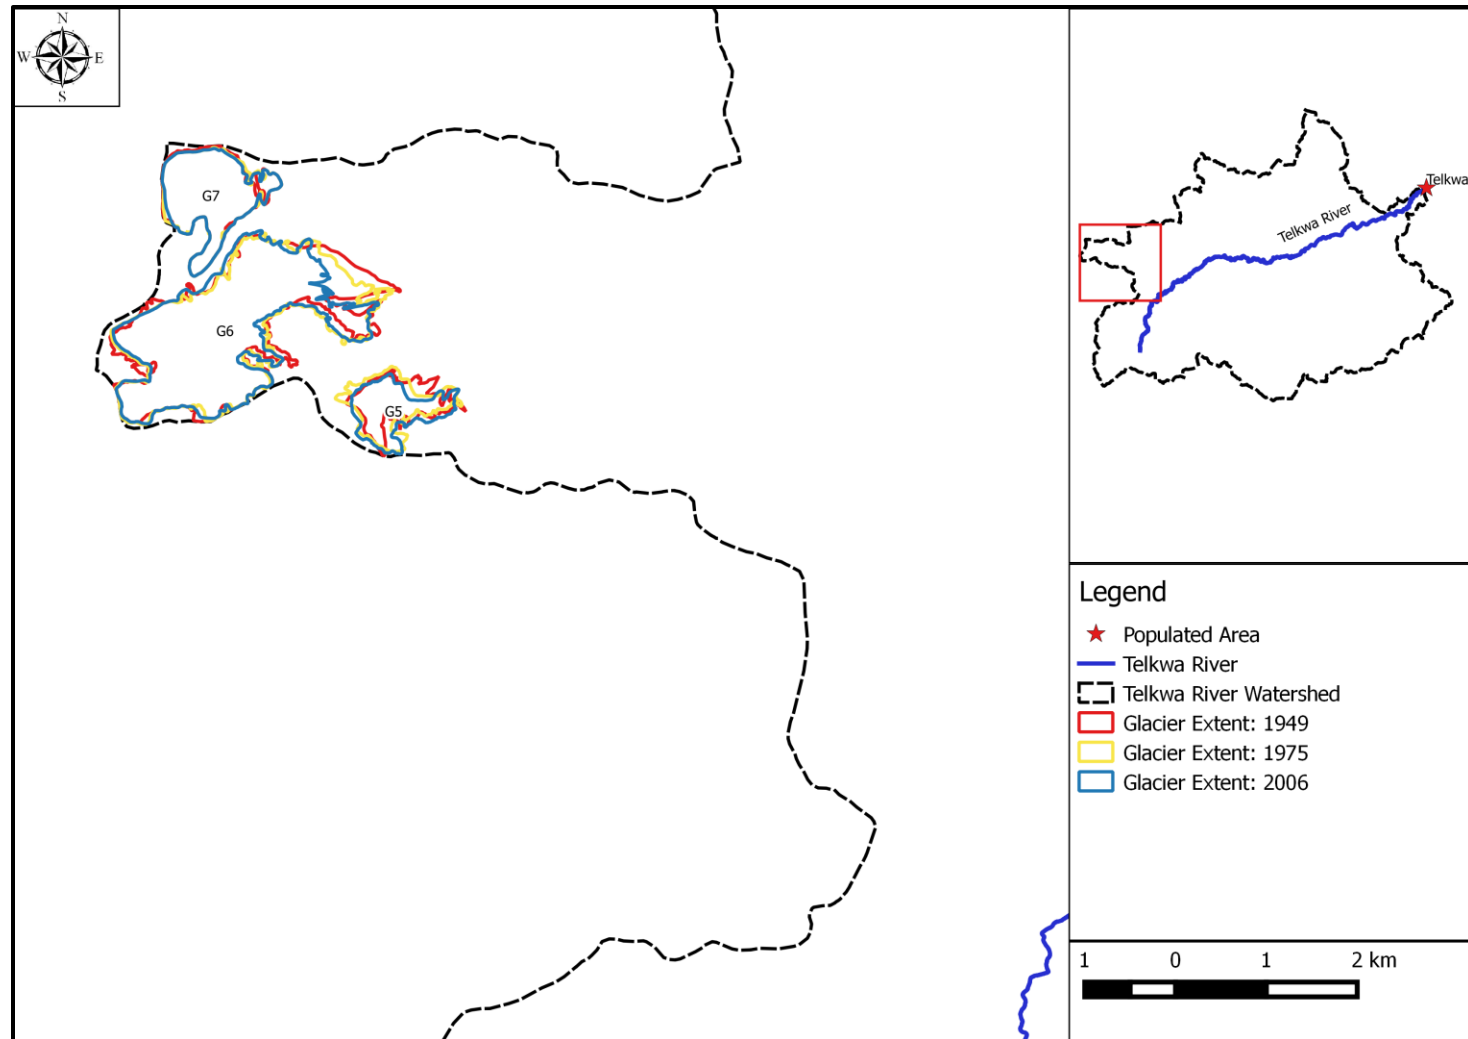 N
W E
S
G7
G6
G5
Telkwa
Telkwa River
Legend
Populated Area
Telkwa River
Telkwa River Watershed
Glacier Extent: 1949
Glacier Extent: 1975
Glacier Extent: 2006
1 0 1 2 km